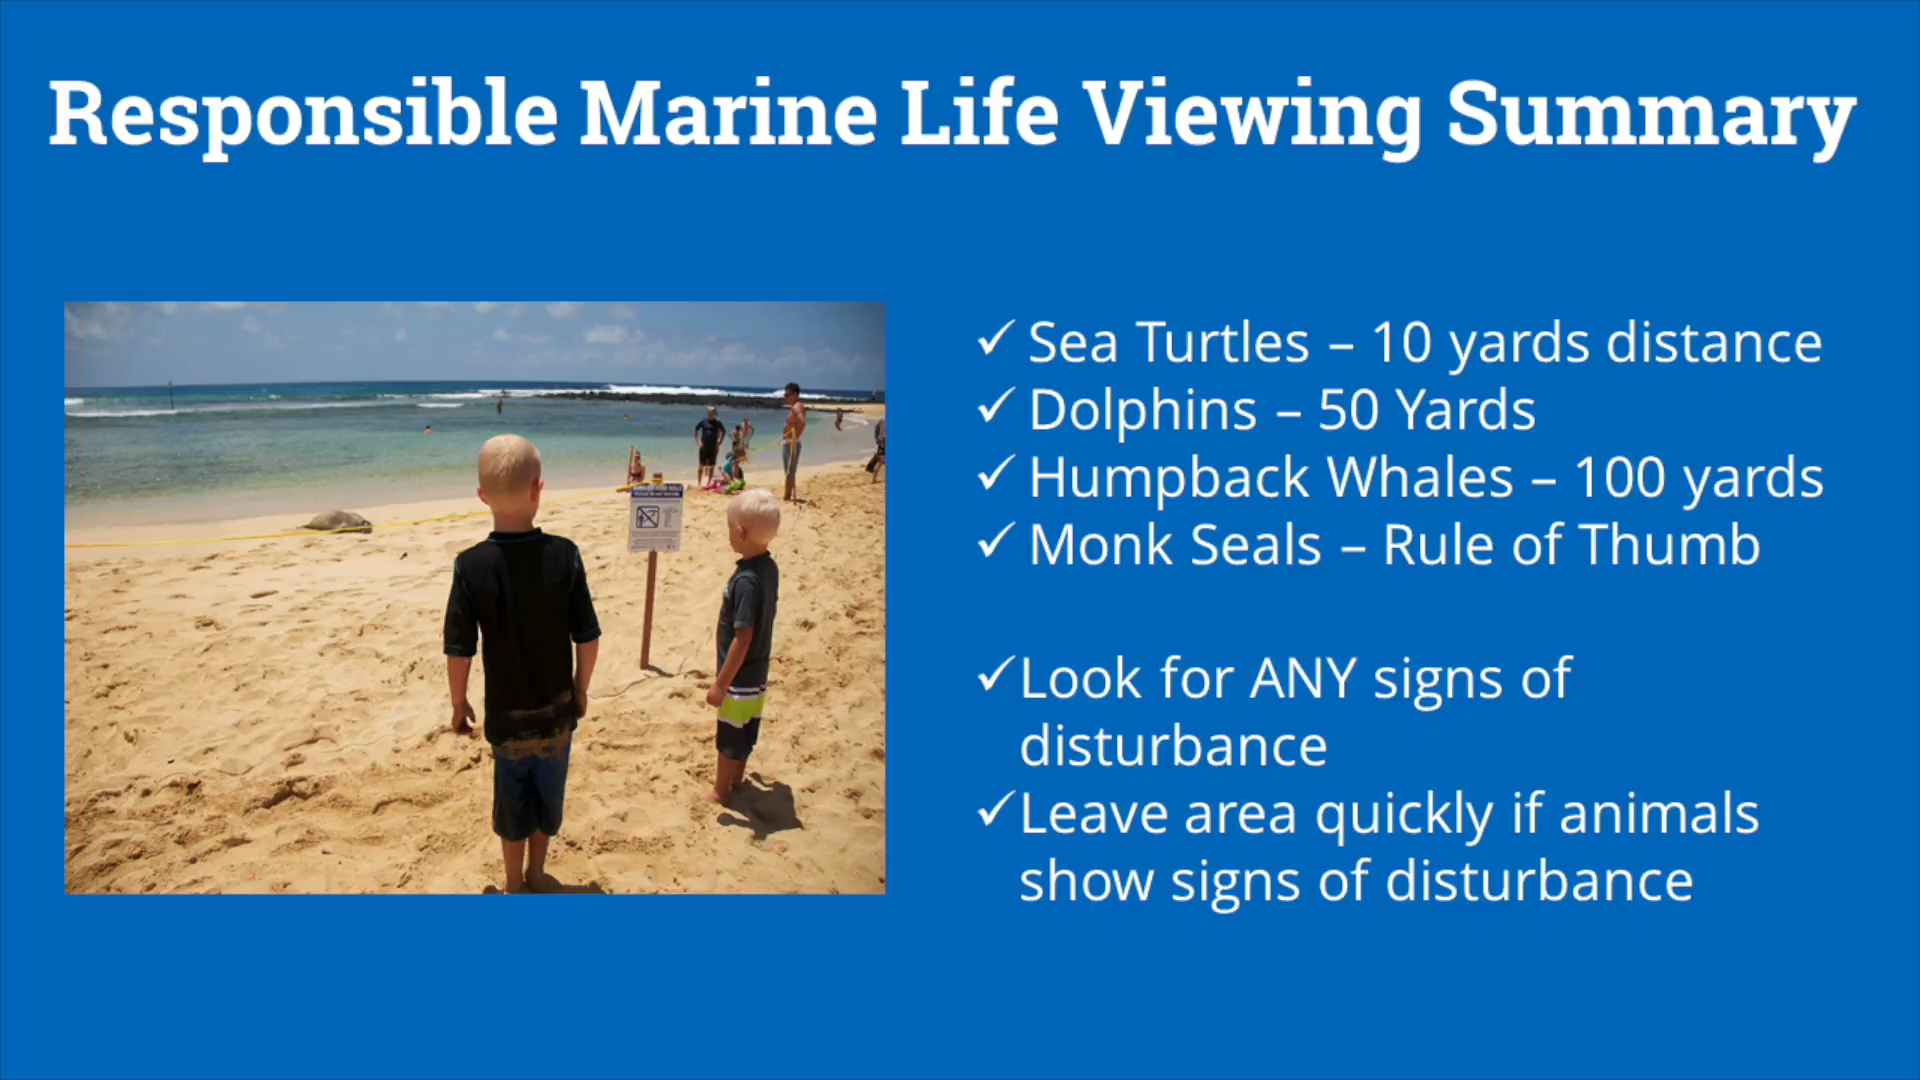 Responsible Marine Life Viewing Summary
✓ Sea Turtles – 10 yards distance
✓ Dolphins – 50 Yards
✓ Humpback Whales – 100 yards
✓ Monk Seals – Rule of Thumb
✓ Look for ANY signs of
disturbance
✓ Leave area quickly if animals
show signs of disturbance